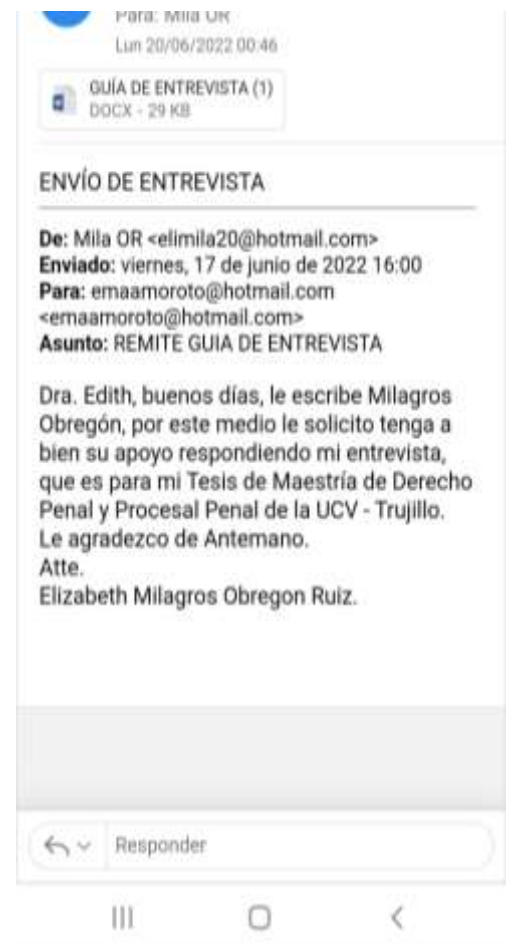 Para: Mila OR
Lun 20/06/2022 00:46
GUÍA DE ENTREVISTA (1)
DOCX - 29 KB
ENVÍO DE ENTREVISTA
De: Mila OR <elimila20@hotmail.com>
Enviado: viernes, 17 de junio de 2022 16:00
Para: emaamoroto@hotmail.com
<emaamoroto@hotmail.com>
Asunto: REMITE GUIA DE ENTREVISTA
Dra. Edith, buenos días, le escribe Milagros
Obregón, por este medio le solicito tenga a
bien su apoyo respondiendo mi entrevista,
que es para mi Tesis de Maestría de Derecho
Penal y Procesal Penal de la UCV - Trujillo.
Le agradezco de Antemano.
Atte.
Elizabeth Milagros Obregon Ruiz.
Responder